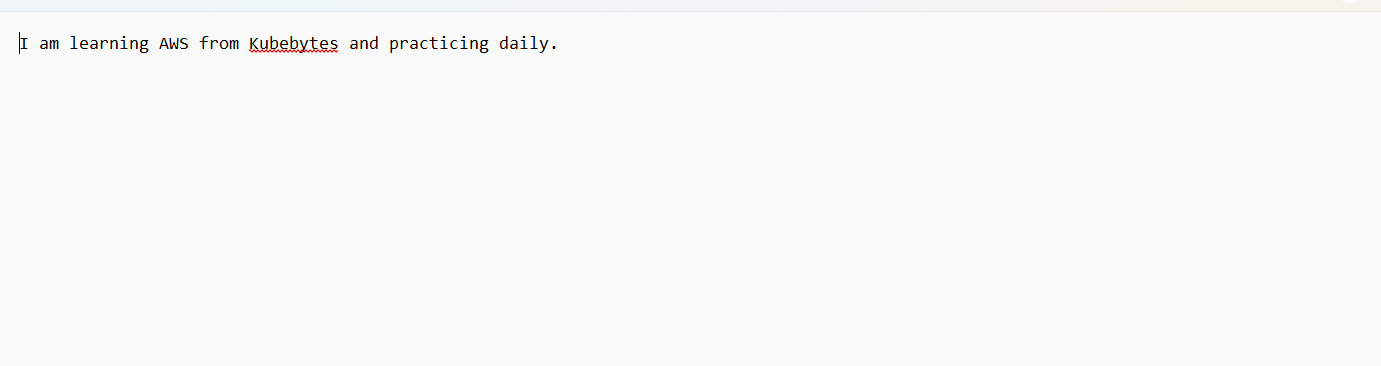 I am learning AWS from Kubebytes and practicing daily.